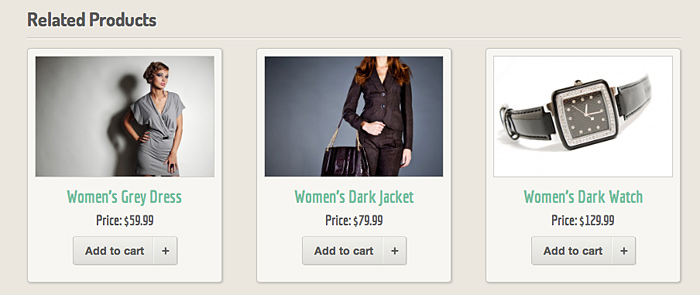 Related Products
Women's Grey Dress
Price: $59.99
Add to cart +
Women's Dark Jacket
Price: $79.99
Add to cart +
Women's Dark Watch
Price: $129.99
Add to cart +